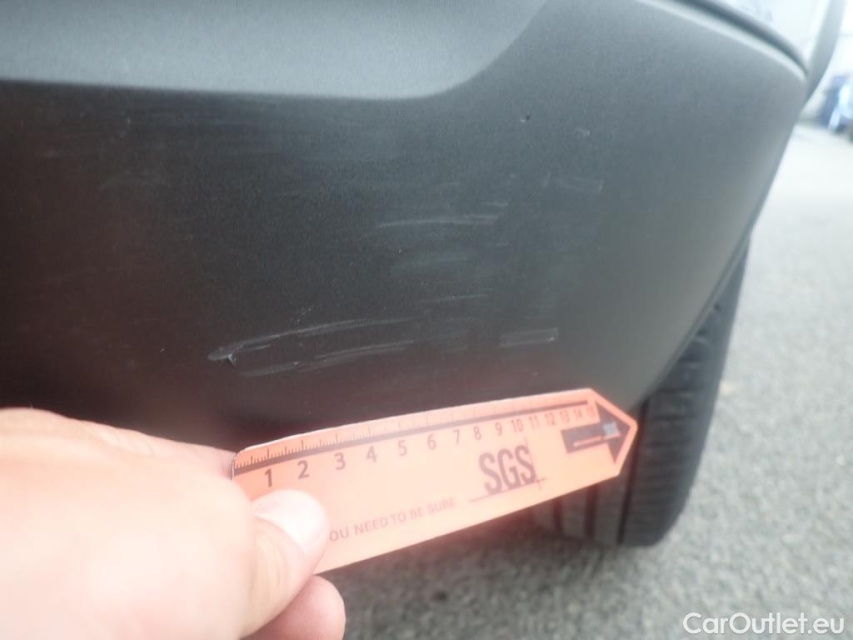 1 2 3 4 5 6 7 8 9 10 11 12 13 14 15
SGS
OU NEED TO BE SURE
CarOutlet.eu